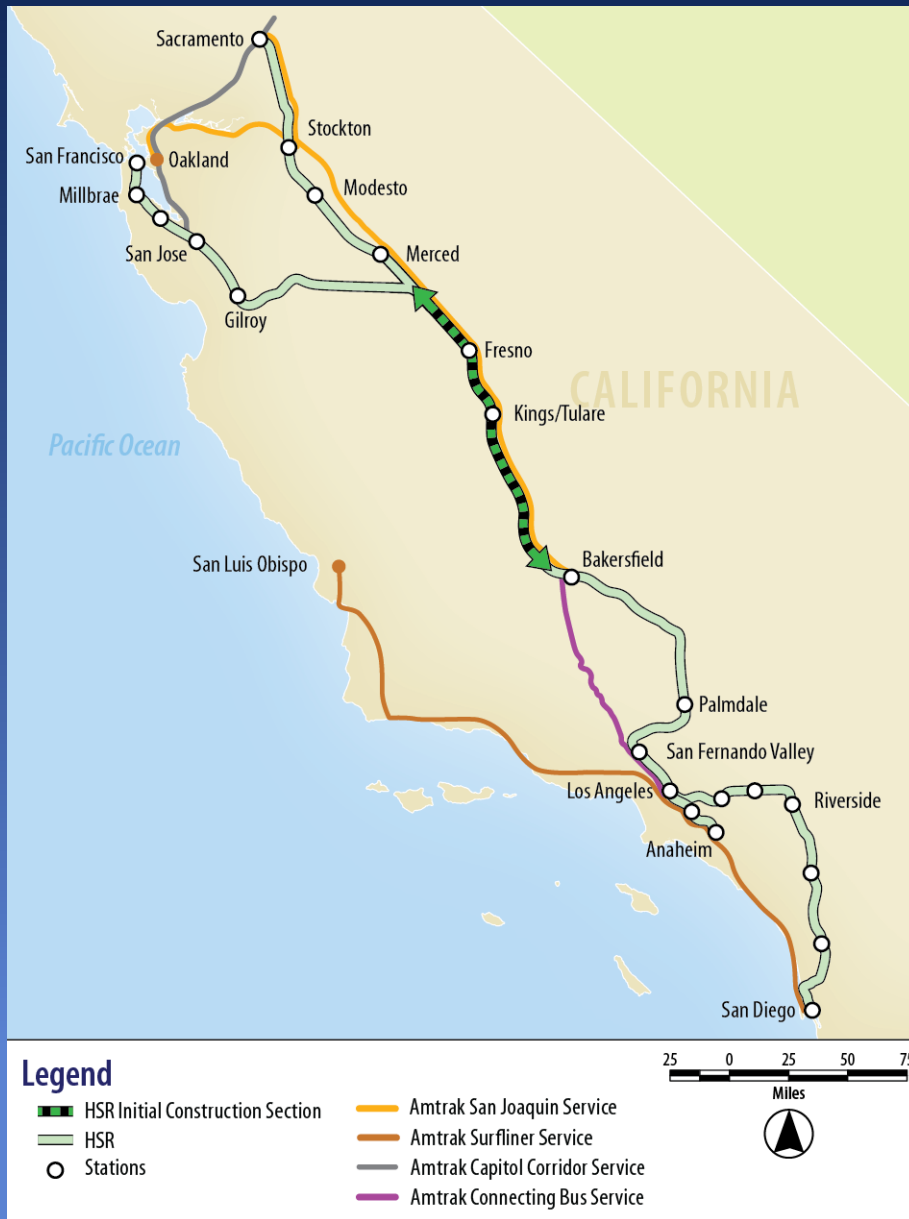 Sacramento
Stockton
San Francisco
Oakland
Millbrae
Modesto
San Jose
Merced
Gilroy
Fresno
CALIFORNIA
Kings/Tulare
Pacific Ocean
San Luis Obispo
Bakersfield
Palmdale
San Fernando Valley
Los Angeles
Riverside
Anaheim
San Diego
Legend
HSR Initial Construction Section
HSR
Stations
Amtrak San Joaquin Service
Amtrak Surfliner Service
Amtrak Capitol Corridor Service
Amtrak Connecting Bus Service
25 0 25 50 75
Miles